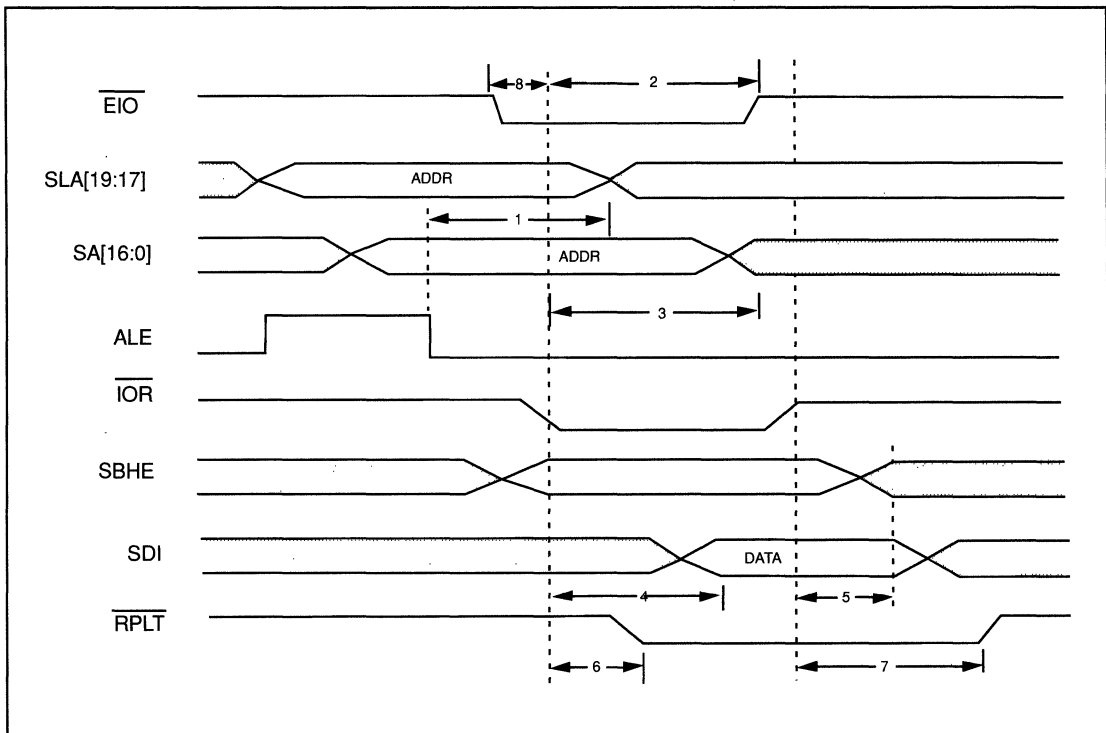 8
2
EIO
SLA[19:17]
ADDR
1
SA[16:0]
ADDR
3
ALE
IOR
SBHE
SDI
DATA
4
5
RPLT
6
7